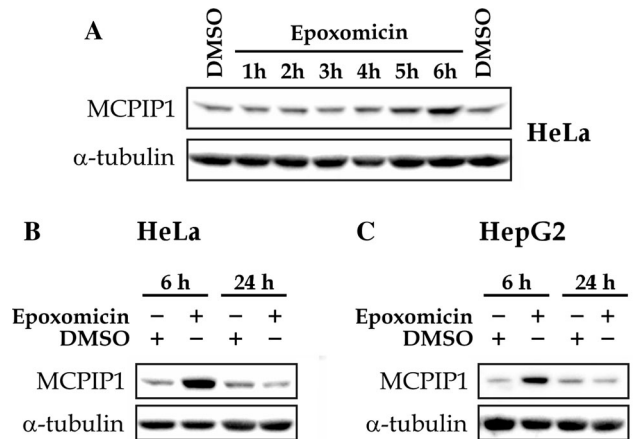 A
DMSO Epoxomicin DMSO
1h 2h 3h 4h 5h 6h
MCPIP1
HeLa
α-tubulin
B HeLa
6 h 24 h
Epoxomicin − + − +
DMSO + − + −
MCPIP1
α-tubulin
C HepG2
6 h 24 h
Epoxomicin − + − +
DMSO + − + −
MCPIP1
α-tubulin